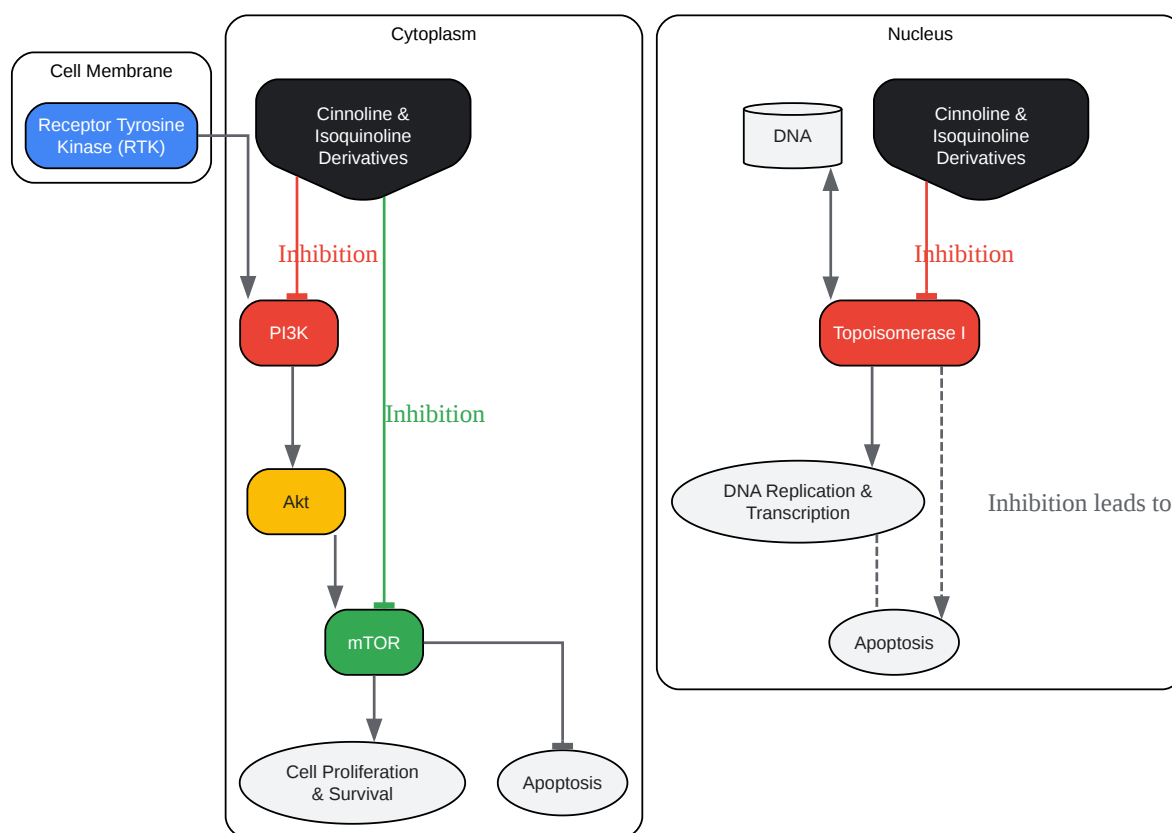 Cell Membrane
Receptor Tyrosine
Kinase (RTK)
Cytoplasm
Cinnoline &
Isoquinoline
Derivatives
Inhibition
PI3K
Inhibition
Akt
mTOR
Cell Proliferation
& Survival
Apoptosis
Nucleus
DNA
Cinnoline &
Isoquinoline
Derivatives
Inhibition
Topoisomerase I
DNA Replication &
Transcription
Inhibition leads to
Apoptosis